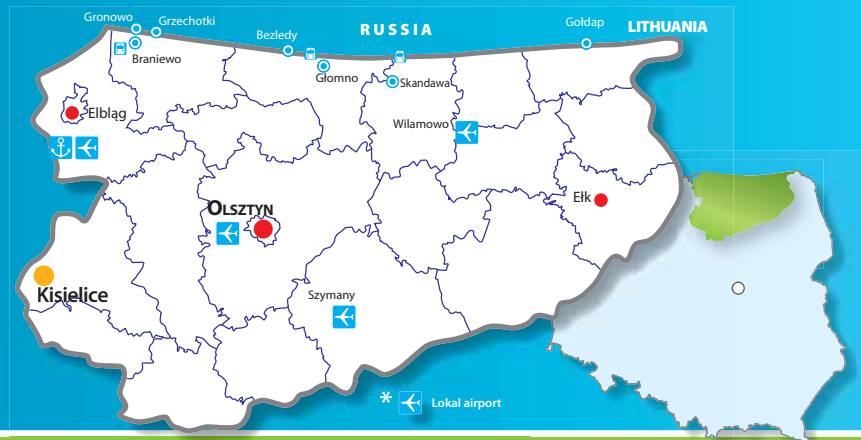 Gronowo
Grzechotki
Gołdap
RUSSIA
LITHUANIA
Bezledy
Braniewo
Głomno
Skandawa
Elbląg
Wilamowo
Ełk
OLSZTYN
Kisielice
Szymany
* Lokal airport